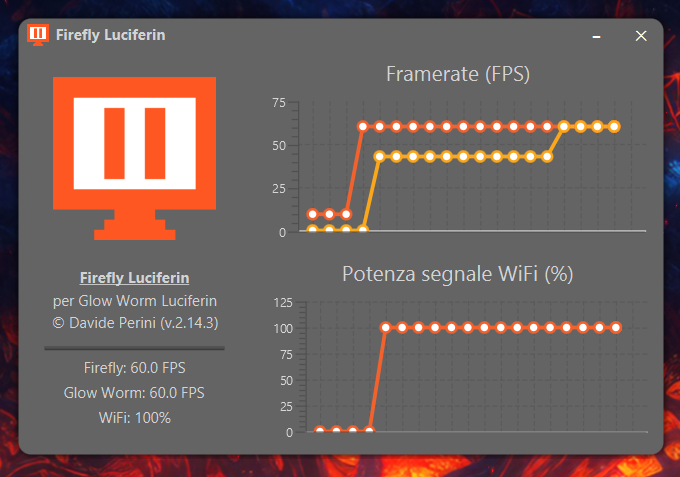 Firefly Luciferin
Framerate (FPS)
75
50
25
0
Firefly Luciferin
per Glow Worm Luciferin
© Davide Perini (v.2.14.3)
Firefly: 60.0 FPS
Glow Worm: 60.0 FPS
WiFi: 100%
Potenza segnale WiFi (%)
125
100
75
50
25
0